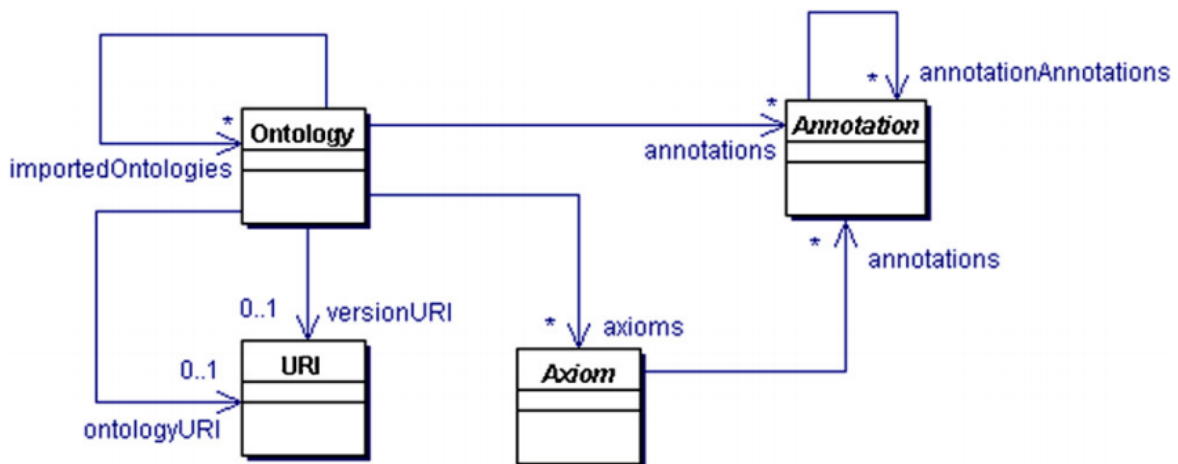 *
annotationAnnotations
*
Ontology
*
Annotation
importedOntologies
annotations
*
annotations
0..1
versionURI
*
axioms
URI
0..1
Axiom
ontologyURI